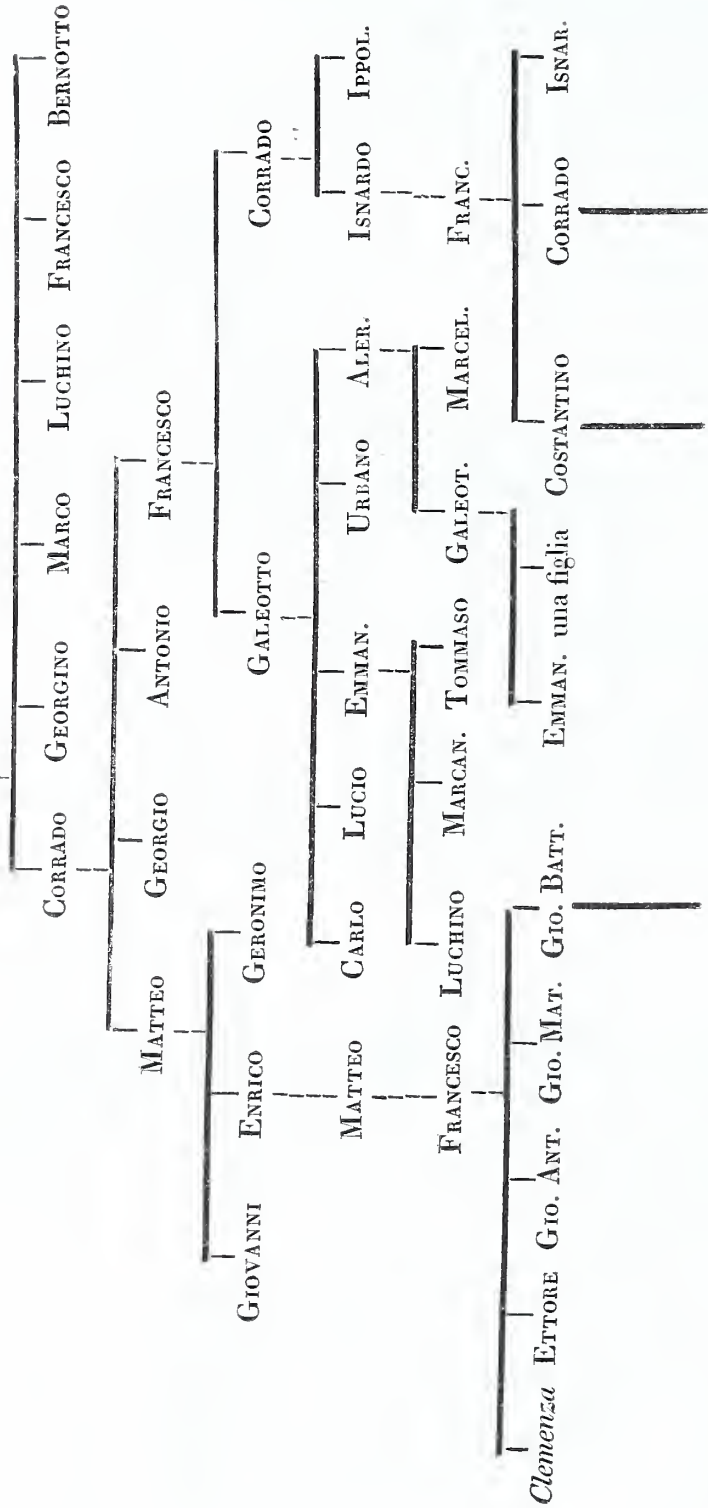 CORRADO GEORGINO MARCO LUCHINO FRANCESCO BERNOTTO
MATTEO GEORGIO ANTONIO FRANCESCO
GIOVANNI ENRICO GERONIMO GALEOTTO CORRADO
MATTEO CARLO LUCIO EMMAN. URBANO ALER. ISNARDO IPPOL.
FRANCESCO LUCHINO MARCAN. TOMMASO GALEOT. MARCEL. FRANC.
Clemenza ETTORE GIO. ANT. GIO. MAT. GIO. BATT. EMMAN. una figlia COSTANTINO CORRADO ISNAR.